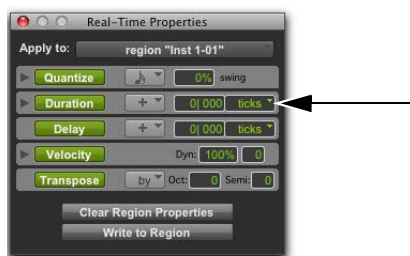 Real-Time Properties
Apply to: region "Inst 1-01"
Quantize 0% swing
Duration + 0| 000 ticks
Delay + 0| 000 ticks
Velocity Dyn: 100% 0
Transpose by Oct: 0 Semi: 0
Clear Region Properties
Write to Region